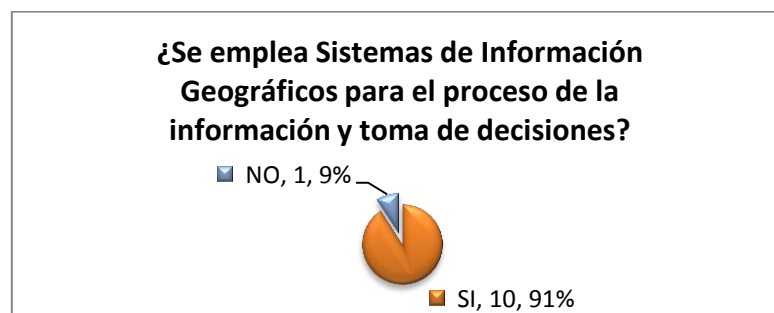 ¿Se emplea Sistemas de Información
Geográficos para el proceso de la
información y toma de decisiones?
NO, 1, 9%
SI, 10, 91%